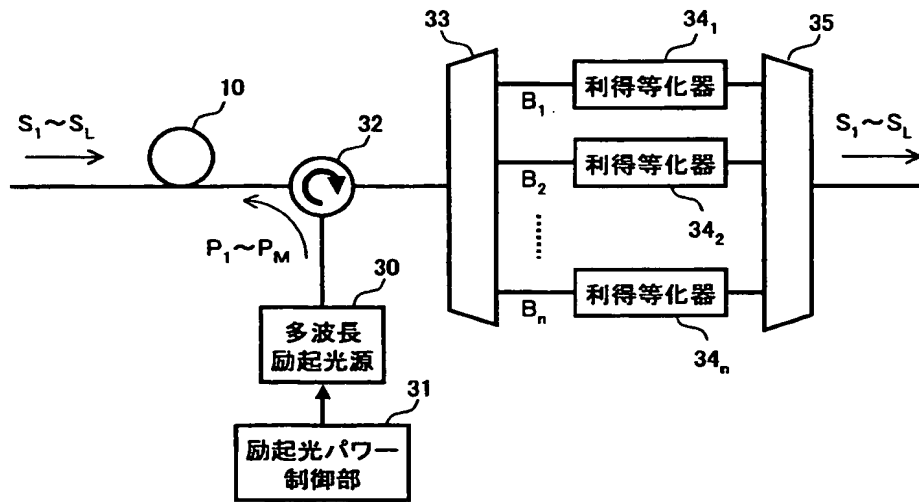 S₁～S_L
10
32
33
34₁
35
B₁
利得等化器
S₁～S_L
B₂
利得等化器
34₂
P₁～P_M
30
多波長
励起光源
Bₙ
利得等化器
34ₙ
31
励起光パワー
制御部